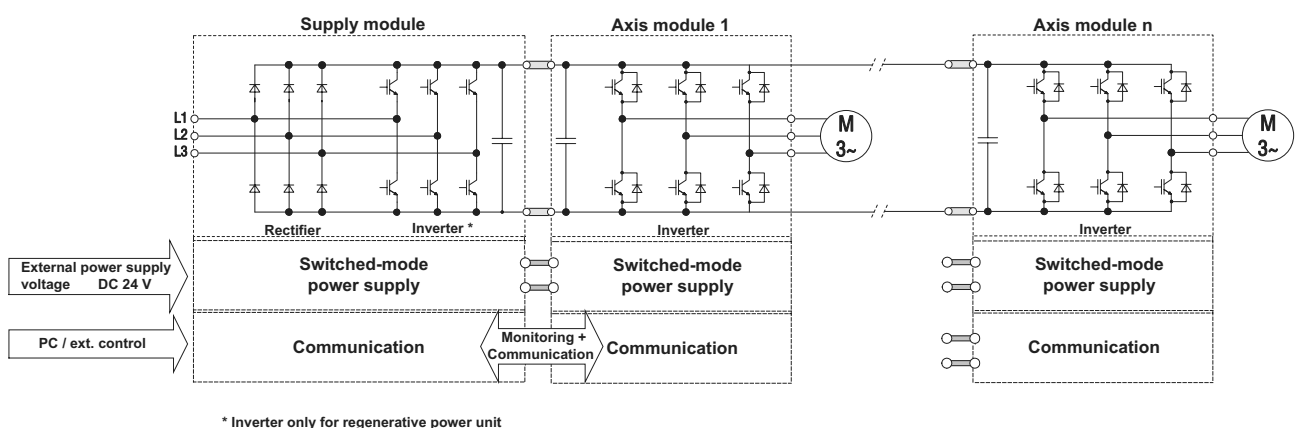 Supply module
Axis module 1
Axis module n
L1
L2
L3
M
3~
M
3~
Rectifier
Inverter *
Inverter
Inverter
External power supply
voltage DC 24 V
Switched-mode
power supply
Switched-mode
power supply
Switched-mode
power supply
PC / ext. control
Communication
Monitoring +
Communication
Communication
Communication
* Inverter only for regenerative power unit